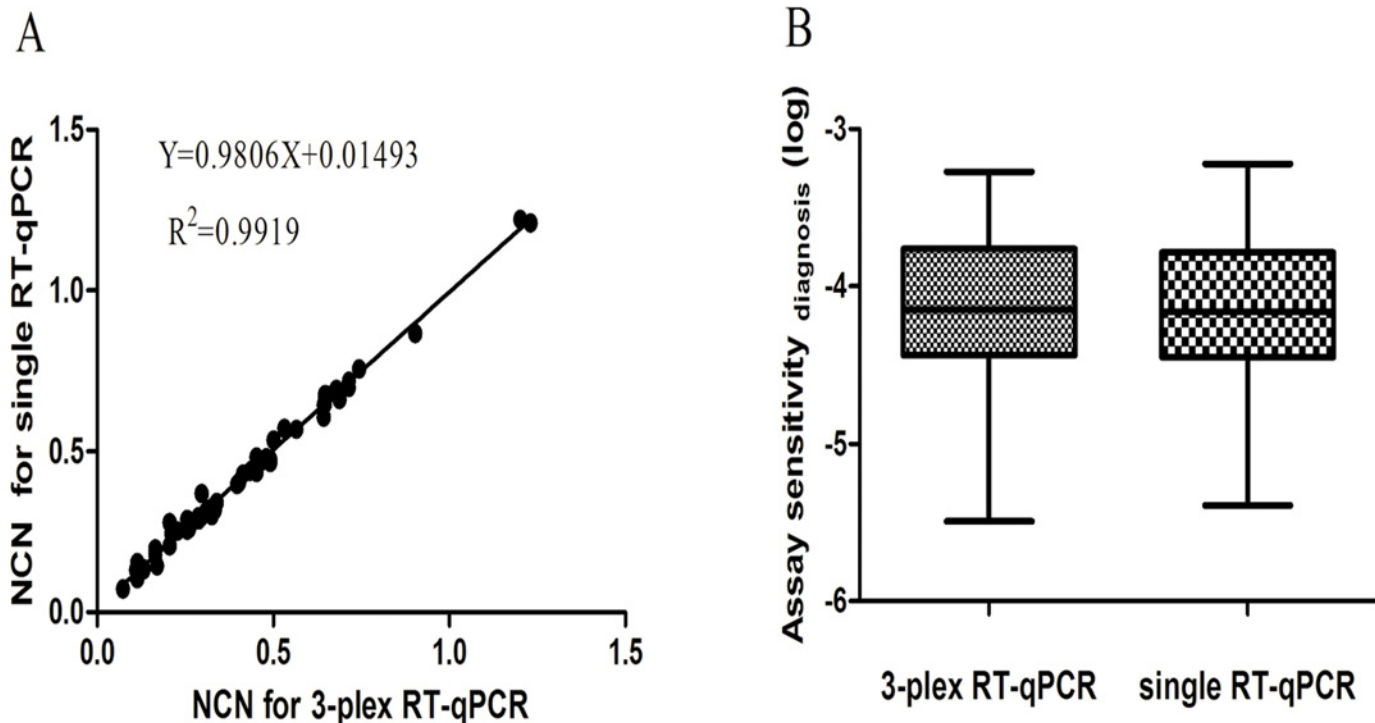 A
NCN for single RT-qPCR
1.5
1.0
0.5
0.0
Y=0.9806X+0.01493
R²=0.9919
0.0 0.5 1.0 1.5
NCN for 3-plex RT-qPCR
B
Assay sensitivity diagnosis (log)
-3
-4
-5
-6
3-plex RT-qPCR single RT-qPCR